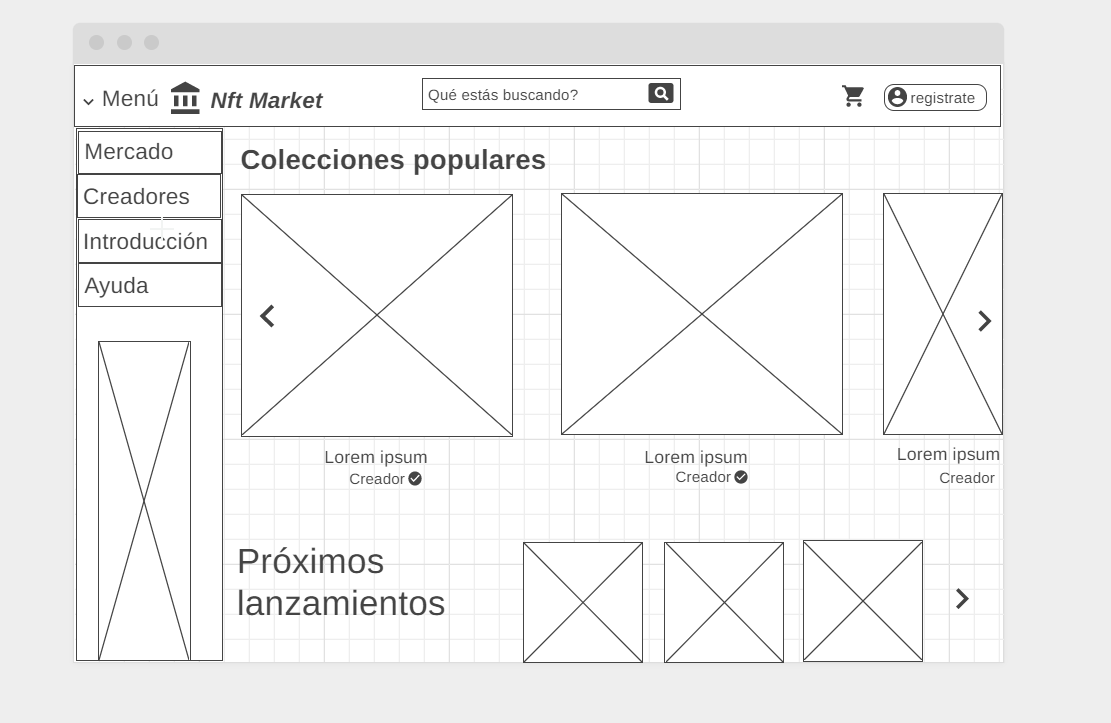 Menú
Nft Market
Qué estás buscando?
registrate
Mercado
Creadores
Introducción
Ayuda
Colecciones populares
Lorem ipsum
Creador
Lorem ipsum
Creador
Lorem ipsum
Creador
Próximos
lanzamientos